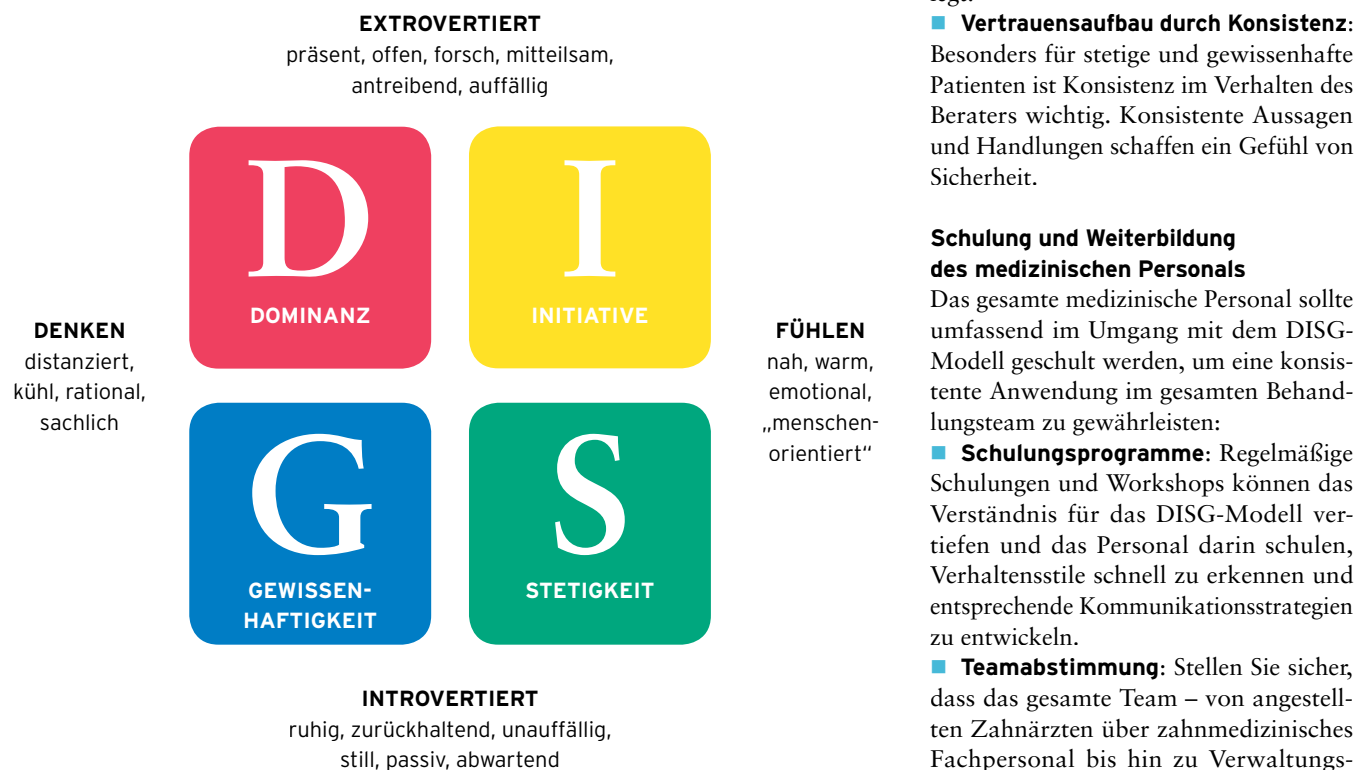 EXTROVERTIERT
präsent, offen, forsch, mitteilsam,
antreibend, auffällig
D
DOMINANZ
I
INITIATIVE
DENKEN
distanziert,
kühl, rational,
sachlich
FÜHLEN
nah, warm,
emotional,
„menschen-
orientiert“
G
GEWISSEN-
HAFTIGKEIT
S
STETIGKEIT
INTROVERTIERT
ruhig, zurückhaltend, unauffällig,
still, passiv, abwartend
■ Vertrauensaufbau durch Konsistenz:
Besonders für stetige und gewissenhafte
Patienten ist Konsistenz im Verhalten des
Beraters wichtig. Konsistente Aussagen
und Handlungen schaffen ein Gefühl von
Sicherheit.
Schulung und Weiterbildung
des medizinischen Personals
Das gesamte medizinische Personal sollte
umfassend im Umgang mit dem DISG-
Modell geschult werden, um eine konsis-
tente Anwendung im gesamten Behand-
lungsteam zu gewährleisten:
■ Schulungsprogramme: Regelmäßige
Schulungen und Workshops können das
Verständnis für das DISG-Modell ver-
tiefen und das Personal darin schulen,
Verhaltensstile schnell zu erkennen und
entsprechende Kommunikationsstrategien
zu entwickeln.
■ Teamabstimmung: Stellen Sie sicher,
dass das gesamte Team – von angestell-
ten Zahnärzten über zahnmedizinisches
Fachpersonal bis hin zu Verwaltungs-